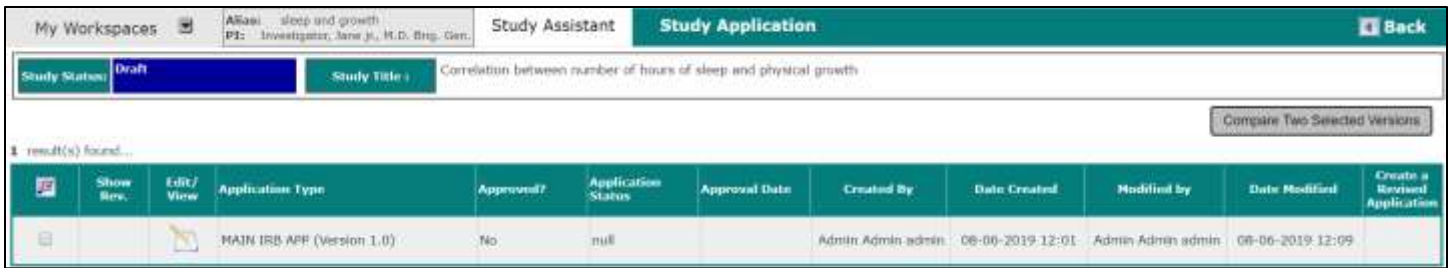 My Workspaces
Alias: sleep and growth
PI: Investigator, Jane Jr., M.D. Brig. Gen.
Study Assistant
Study Application
Back
Study Status: Draft
Study Title :
Correlation between number of hours of sleep and physical growth
Compare Two Selected Versions
1 result(s) found...
Show Rev.
Edit/ View
Application Type
Approved?
Application Status
Approval Date
Created By
Date Created
Modified by
Date Modified
Create a Revised Application
MAIN IRB APP (Version 1.0)
No
null
Admin Admin admin
08-06-2019 12:01
Admin Admin admin
08-06-2019 12:09